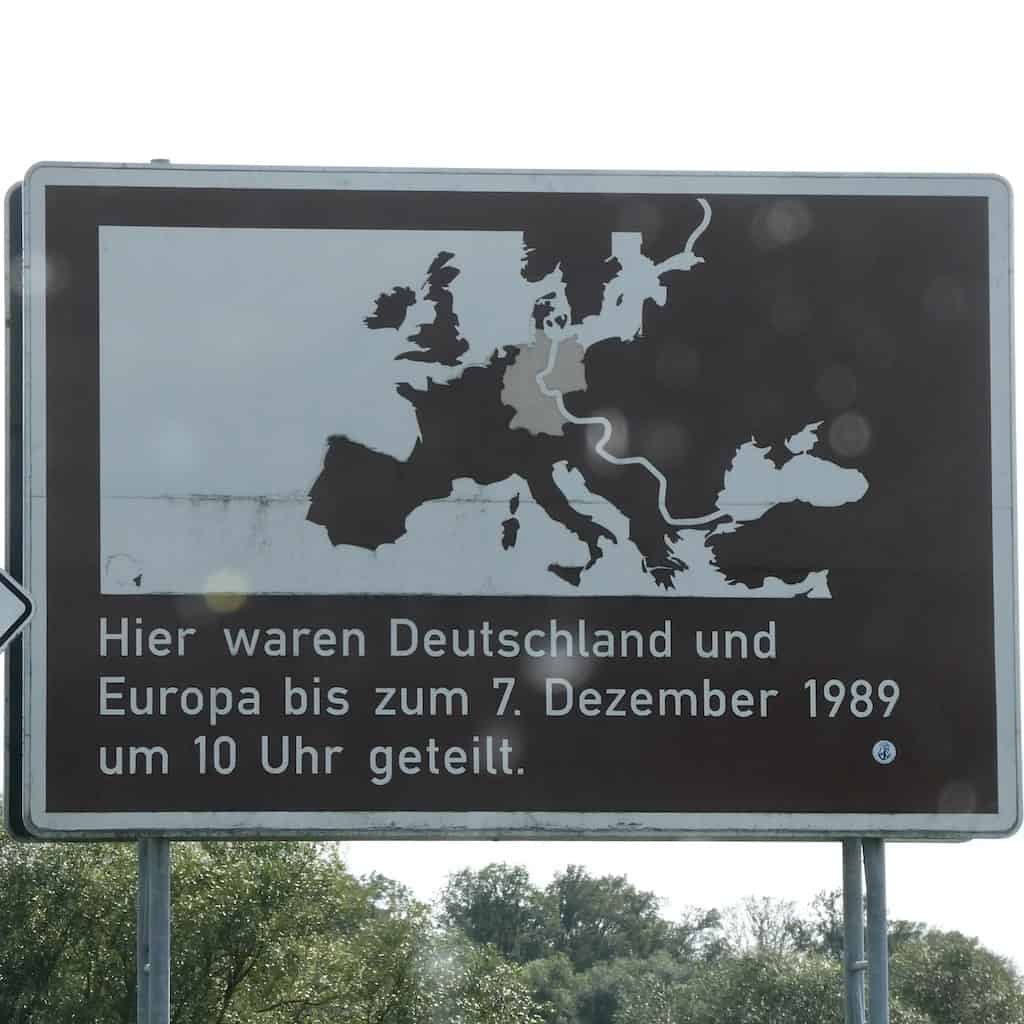 Hier waren Deutschland und
Europa bis zum 7. Dezember 1989
um 10 Uhr geteilt.